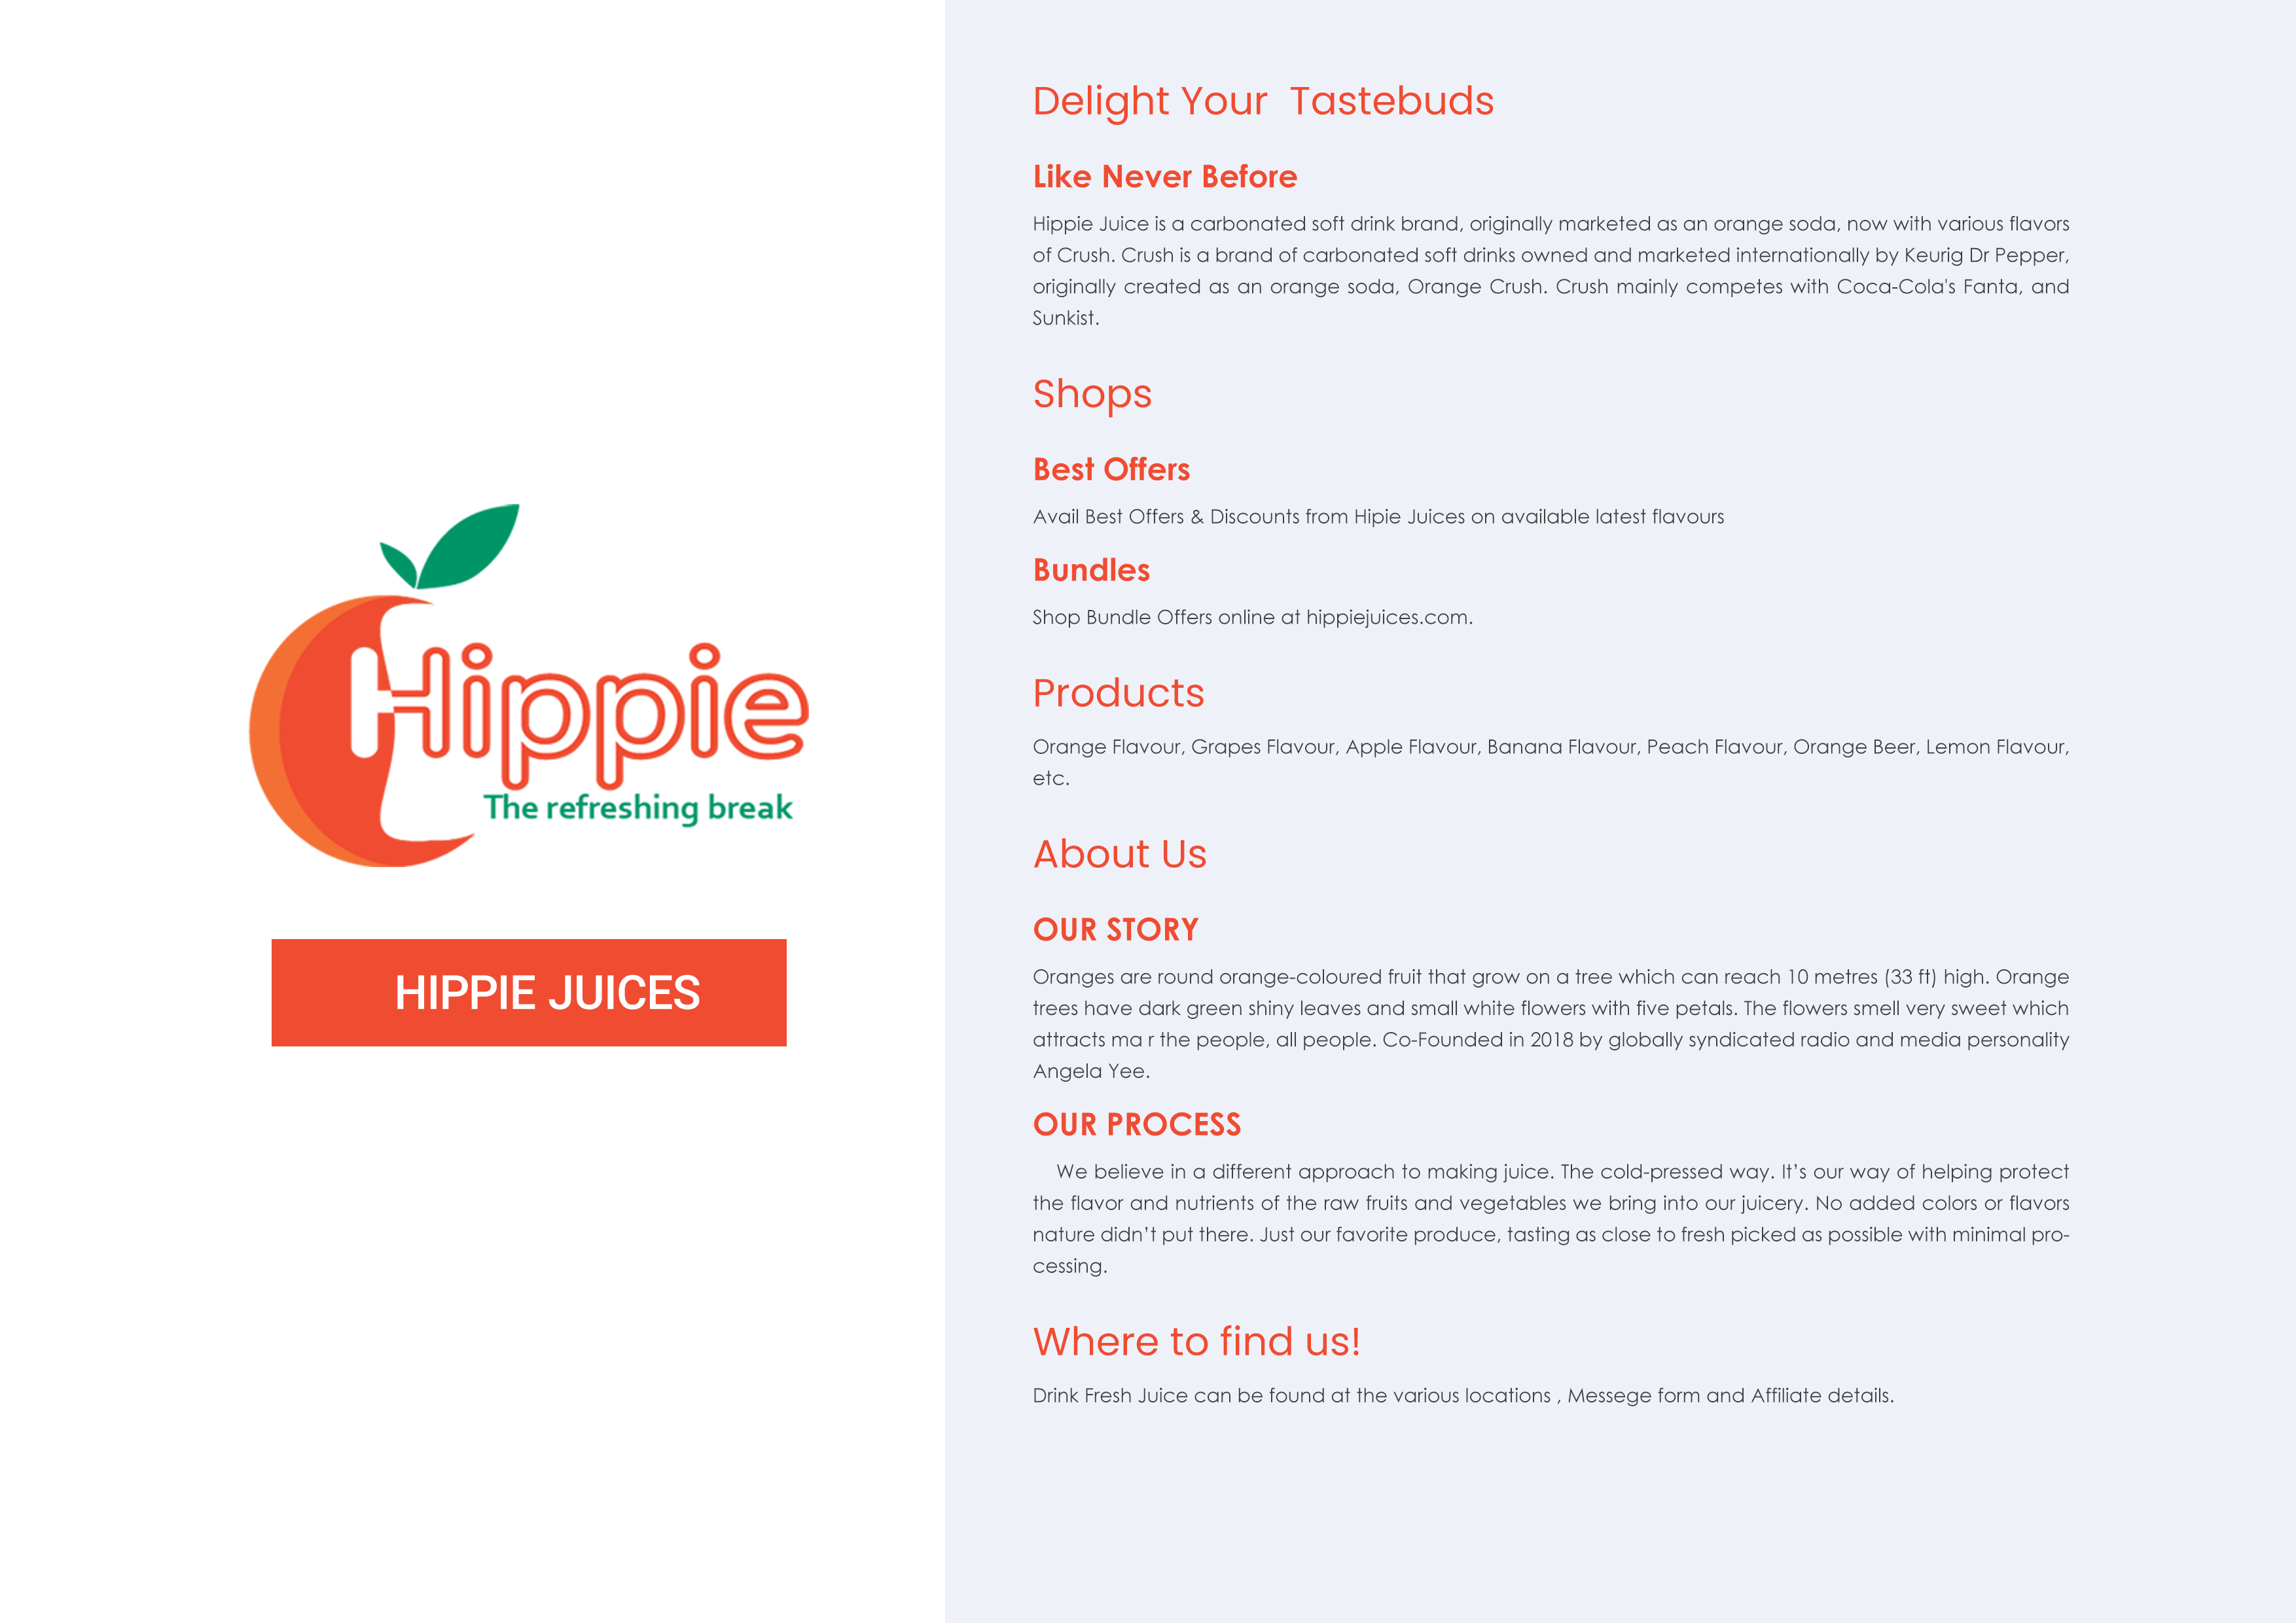 Hippie
The refreshing break
HIPPIE JUICES
Delight Your Tastebuds
Like Never Before
Hippie Juice is a carbonated soft drink brand, originally marketed as an orange soda, now with various flavors
of Crush. Crush is a brand of carbonated soft drinks owned and marketed internationally by Keurig Dr Pepper,
originally created as an orange soda, Orange Crush. Crush mainly competes with Coca-Cola's Fanta, and
Sunkist.
Shops
Best Offers
Avail Best Offers & Discounts from Hipie Juices on available latest flavours
Bundles
Shop Bundle Offers online at hippiejuices.com.
Products
Orange Flavour, Grapes Flavour, Apple Flavour, Banana Flavour, Peach Flavour, Orange Beer, Lemon Flavour,
etc.
About Us
OUR STORY
Oranges are round orange-coloured fruit that grow on a tree which can reach 10 metres (33 ft) high. Orange
trees have dark green shiny leaves and small white flowers with five petals. The flowers smell very sweet which
attracts ma r the people, all people. Co-Founded in 2018 by globally syndicated radio and media personality
Angela Yee.
OUR PROCESS
We believe in a different approach to making juice. The cold-pressed way. It’s our way of helping protect
the flavor and nutrients of the raw fruits and vegetables we bring into our juicery. No added colors or flavors
nature didn’t put there. Just our favorite produce, tasting as close to fresh picked as possible with minimal pro-
cessing.
Where to find us!
Drink Fresh Juice can be found at the various locations , Messege form and Affiliate details.